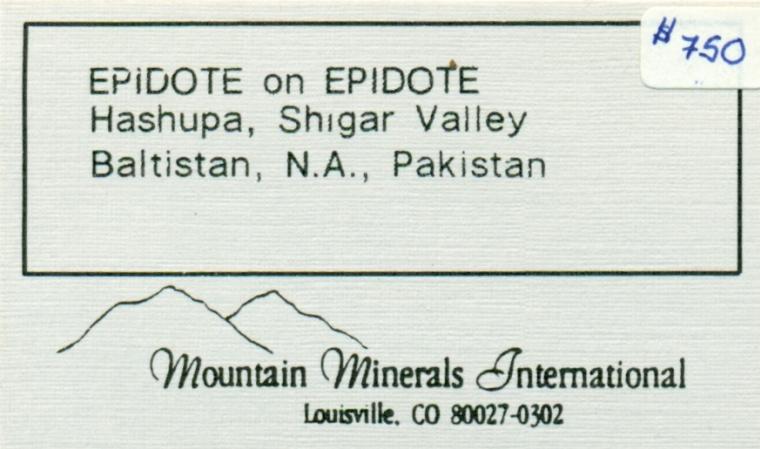 $750
EPIDOTE on EPIDOTE
Hashupa, Shigar Valley
Baltistan, N.A., Pakistan
Mountain Minerals International
Louisville, CO 80027-0302